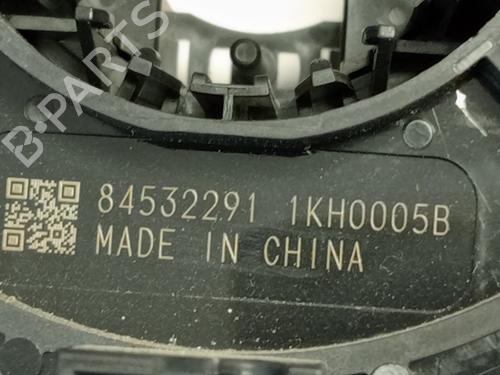 B-PARTS
84532291 1KH0005B
MADE IN CHINA